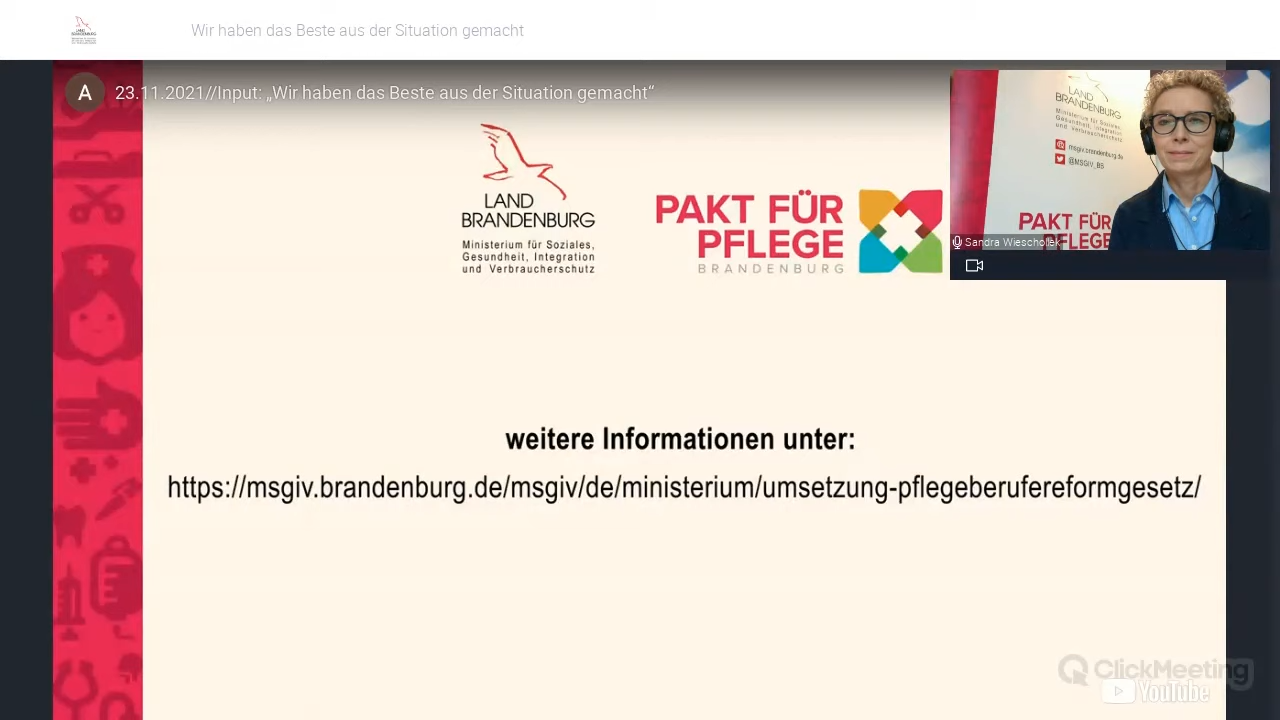 LAND
BRANDENBURG
Wir haben das Beste aus der Situation gemacht
A
23.11.2021//Input: „Wir haben das Beste aus der Situation gemacht“
LAND
BRANDENBURG
Ministerium für Soziales,
Gesundheit, Integration
und Verbraucherschutz
PAKT FÜR
PFLEGE
BRANDENBURG
LAND
BRANDENBURG
Ministerium für Soziales,
Gesundheit, Integration
und Verbraucherschutz
msgiv.brandenburg.de
@MSGIV_BB
PAKT FÜR
PFLEGE
Sandra Wieschollek
weitere Informationen unter:
https://msgiv.brandenburg.de/msgiv/de/ministerium/umsetzung-pflegeberufereformgesetz/
ClickMeeting
YouTube